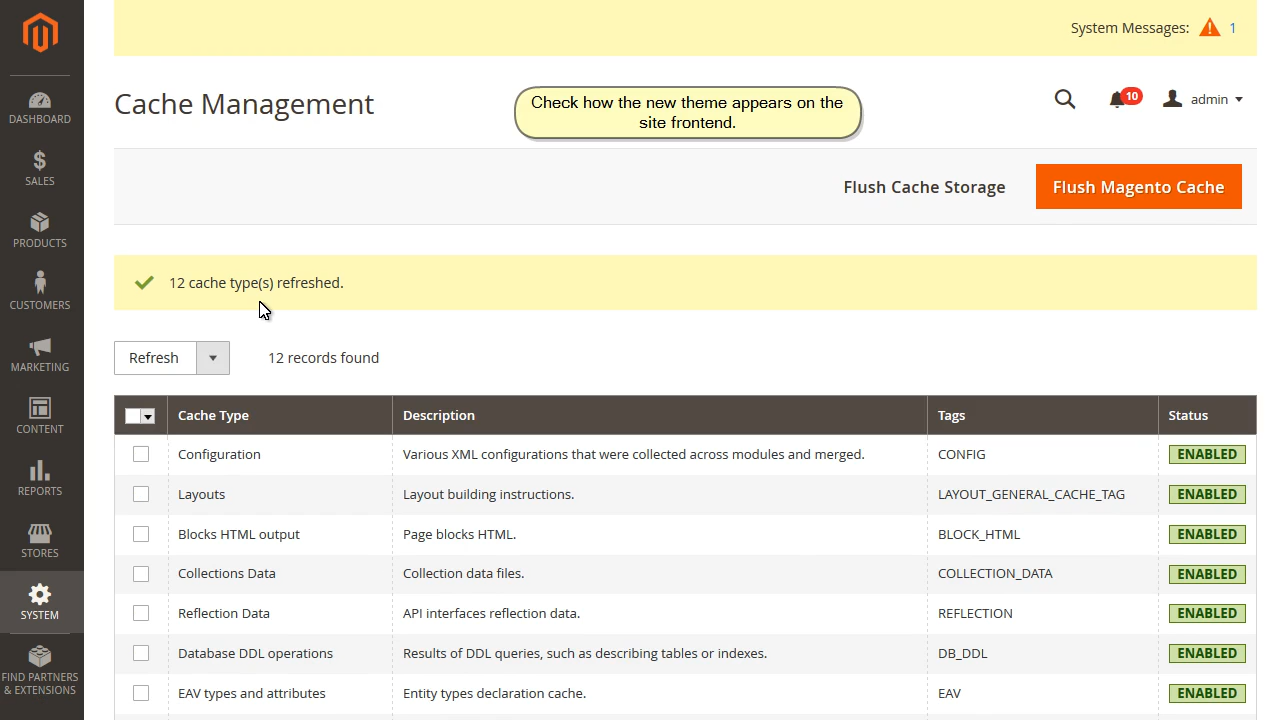 System Messages: 1
Cache Management
Check how the new theme appears on the
site frontend.
10
admin
DASHBOARD
SALES
PRODUCTS
CUSTOMERS
MARKETING
CONTENT
REPORTS
STORES
SYSTEM
FIND PARTNERS
& EXTENSIONS
Flush Cache Storage
Flush Magento Cache
12 cache type(s) refreshed.
Refresh
12 records found
Cache Type Description Tags Status
Configuration Various XML configurations that were collected across modules and merged. CONFIG ENABLED
Layouts Layout building instructions. LAYOUT_GENERAL_CACHE_TAG ENABLED
Blocks HTML output Page blocks HTML. BLOCK_HTML ENABLED
Collections Data Collection data files. COLLECTION_DATA ENABLED
Reflection Data API interfaces reflection data. REFLECTION ENABLED
Database DDL operations Results of DDL queries, such as describing tables or indexes. DB_DDL ENABLED
EAV types and attributes Entity types declaration cache. EAV ENABLED